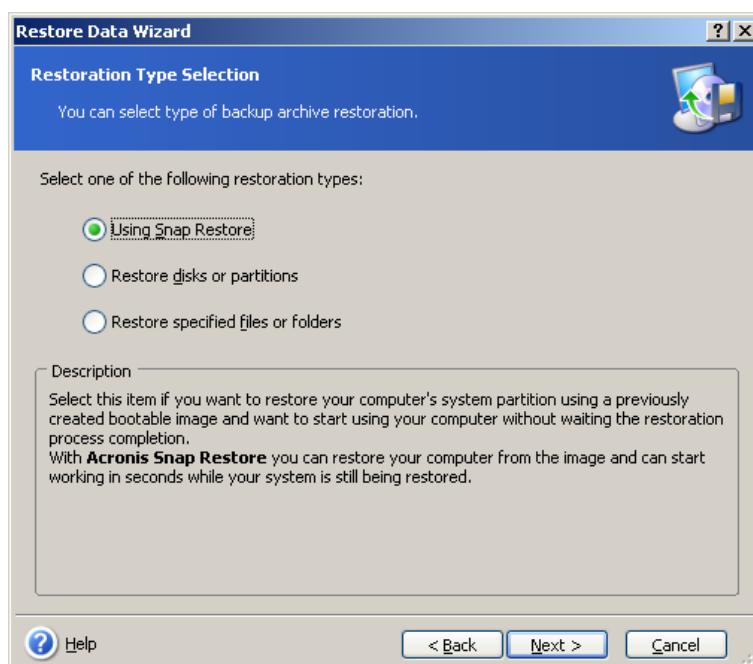 Restore Data Wizard
Restoration Type Selection
You can select type of backup archive restoration.
Select one of the following restoration types:
Using Snap Restore
Restore disks or partitions
Restore specified files or folders
Description
Select this item if you want to restore your computer's system partition using a previously
created bootable image and want to start using your computer without waiting the restoration
process completion.
With Acronis Snap Restore you can restore your computer from the image and can start
working in seconds while your system is still being restored.
? Help
< Back
Next >
Cancel